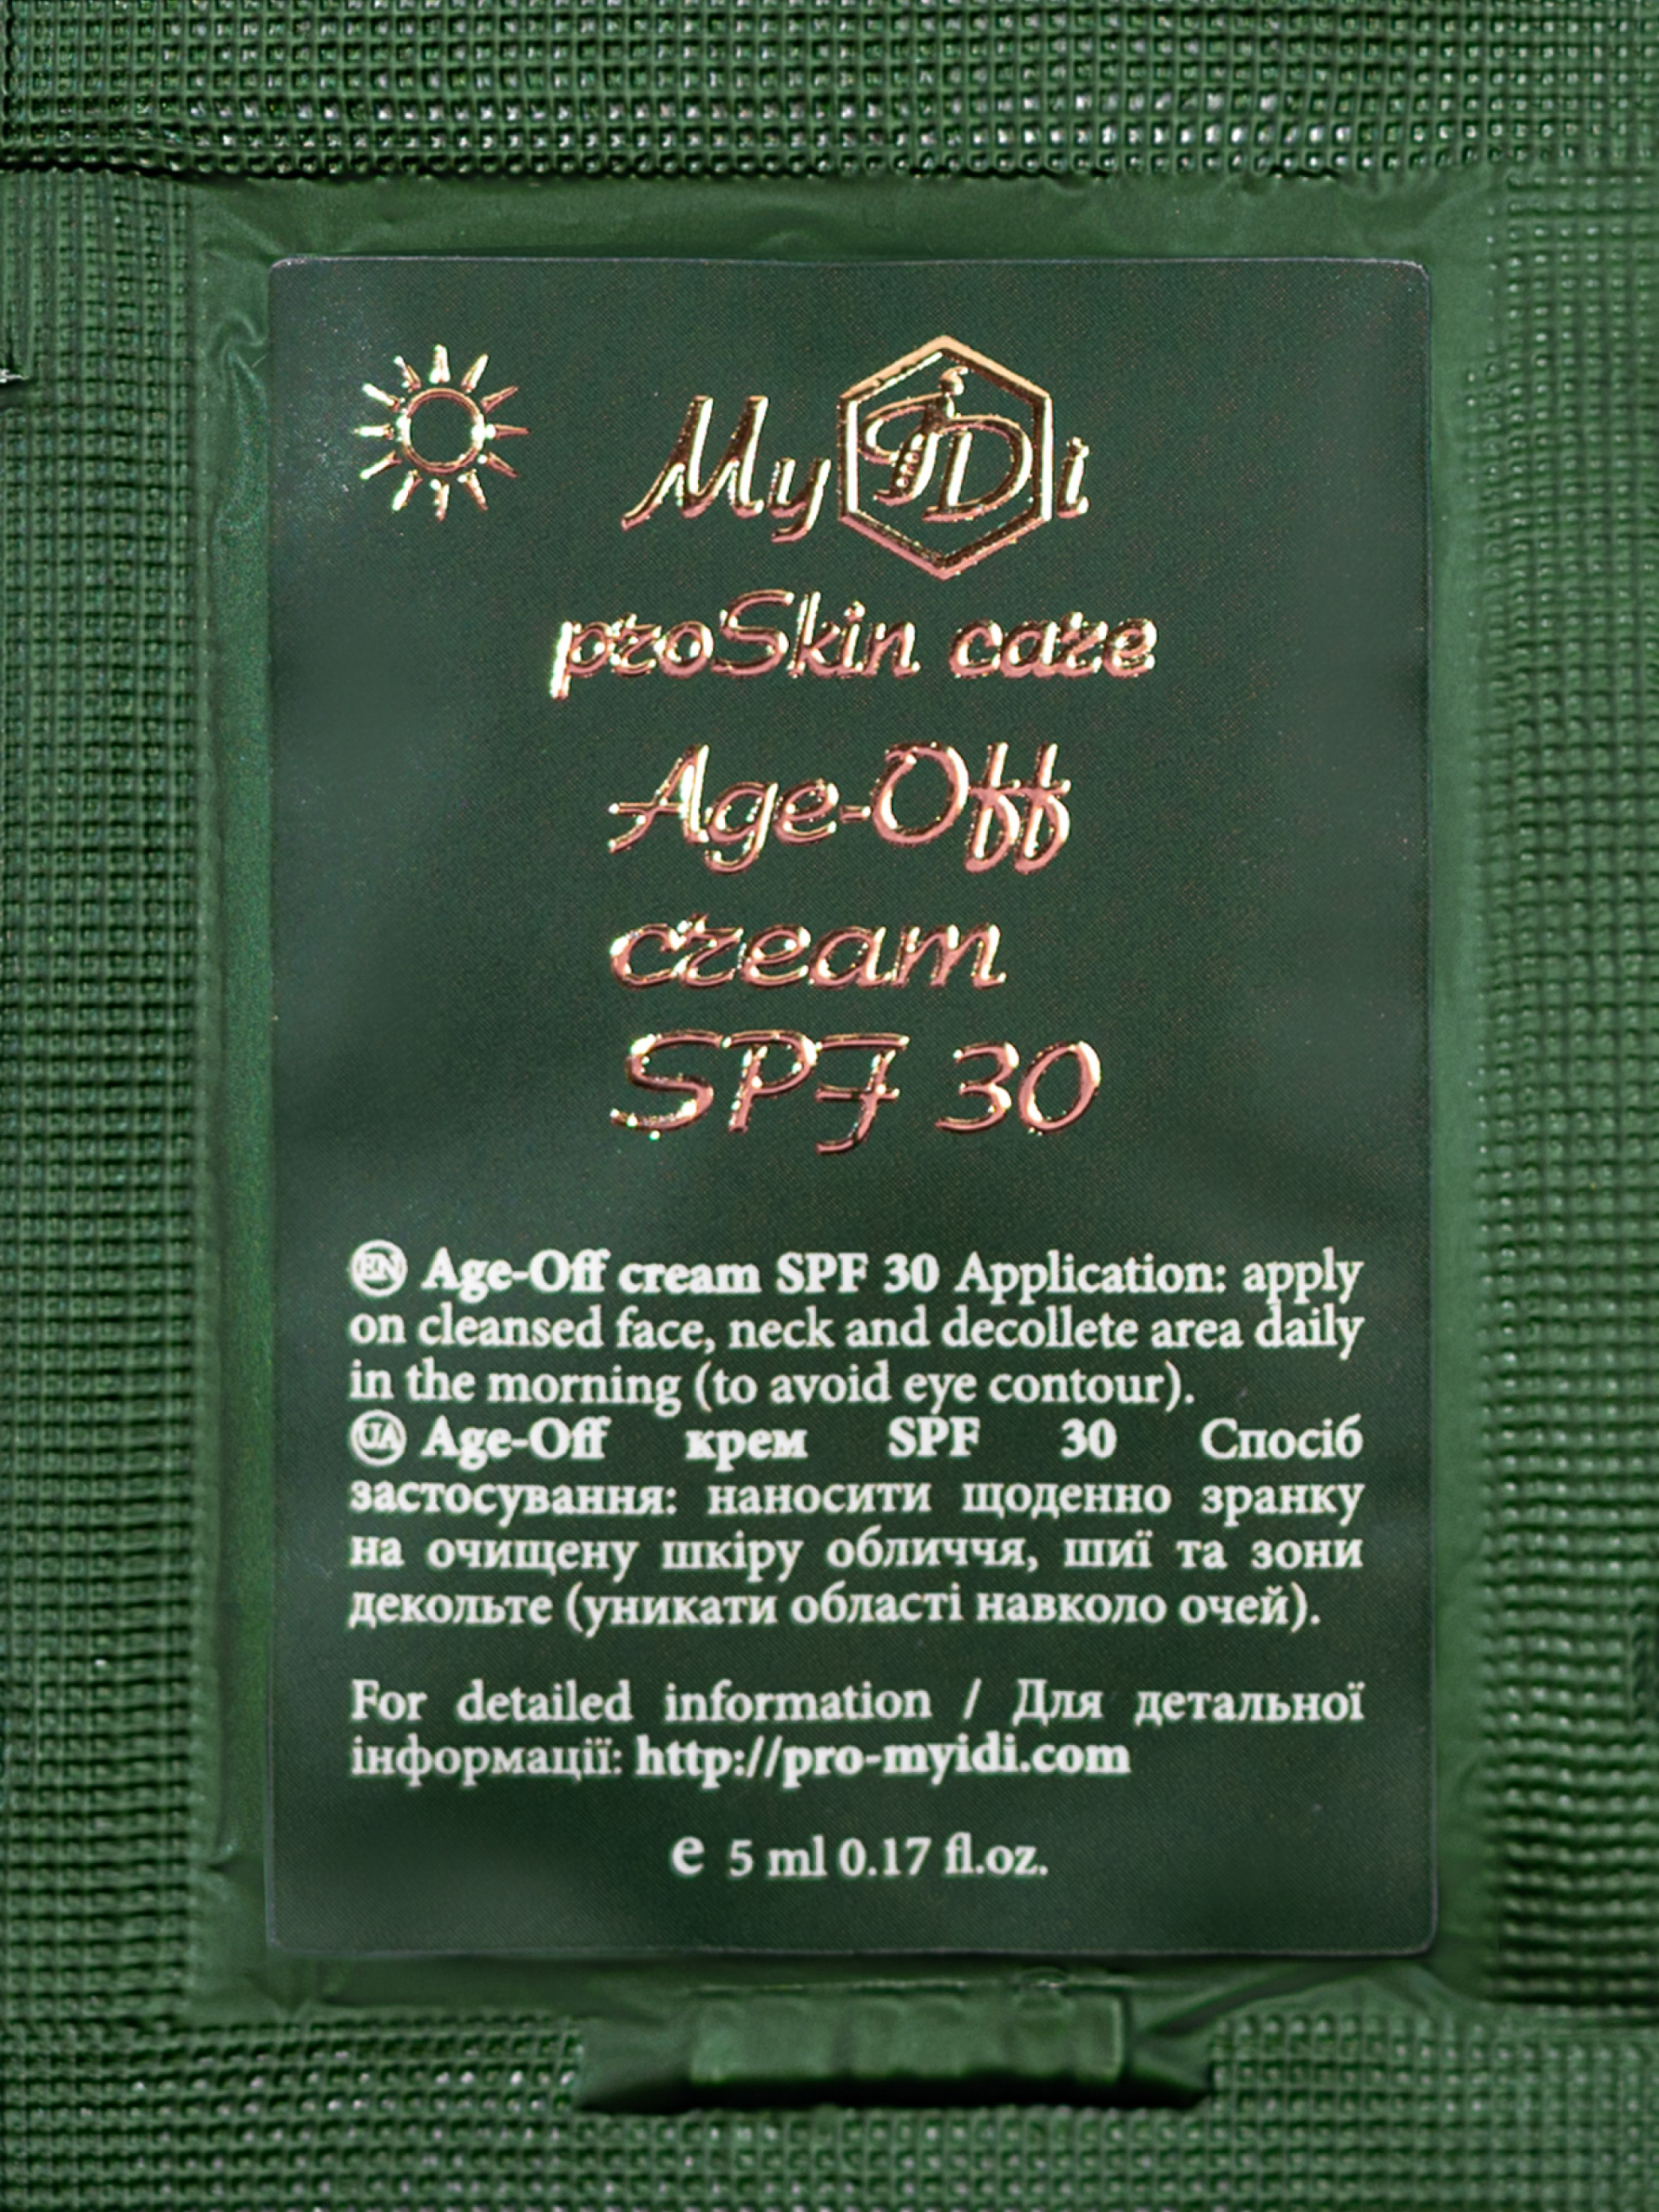 MyIDi
proSkin care
Age-Off
cream
SPF 30
EN Age-Off cream SPF 30 Application: apply
on cleansed face, neck and decollete area daily
in the morning (to avoid eye contour).
UA Age-Off крем SPF 30 Спосіб
застосування: наносити щоденно зранку
на очищену шкіру обличчя, шиї та зони
декольте (уникати області навколо очей).
For detailed information / Для детальної
інформації: http://pro-myidi.com
e 5 ml 0.17 fl.oz.